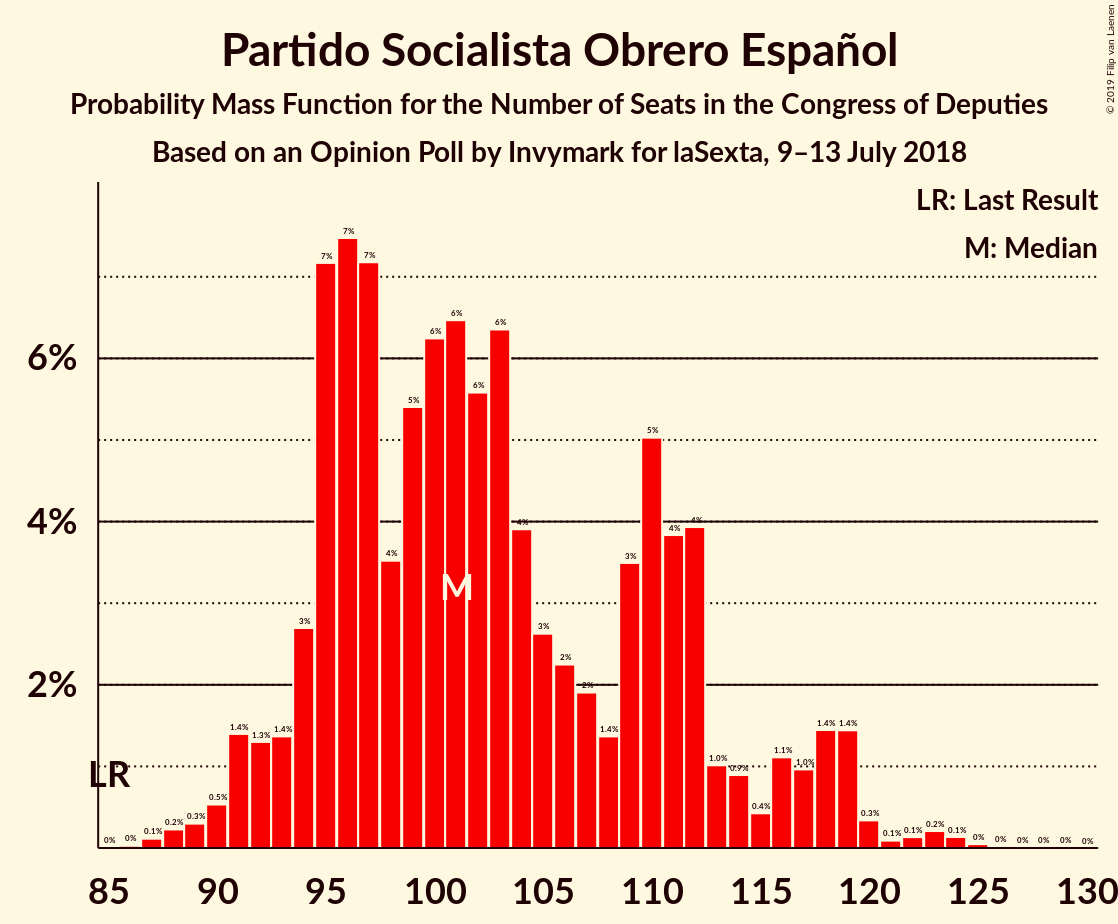 Partido Socialista Obrero Español
Probability Mass Function for the Number of Seats in the Congress of Deputies
Based on an Opinion Poll by Invymark for laSexta, 9–13 July 2018
© 2019 Filip van Laenen
LR: Last Result
M: Median
6%
4%
2%
LR
M
0% 0% 0.1% 0.2% 0.3% 0.5% 1.4% 1.3% 1.4% 3% 7% 7% 7% 4% 5% 6% 6% 6% 6% 4% 3% 2% 2% 1.4% 3% 5% 4% 4% 1.0% 0.9% 0.4% 1.1% 1.0% 1.4% 1.4% 0.3% 0.1% 0.1% 0.2% 0.1% 0% 0% 0% 0% 0% 0%
85 90 95 100 105 110 115 120 125 130